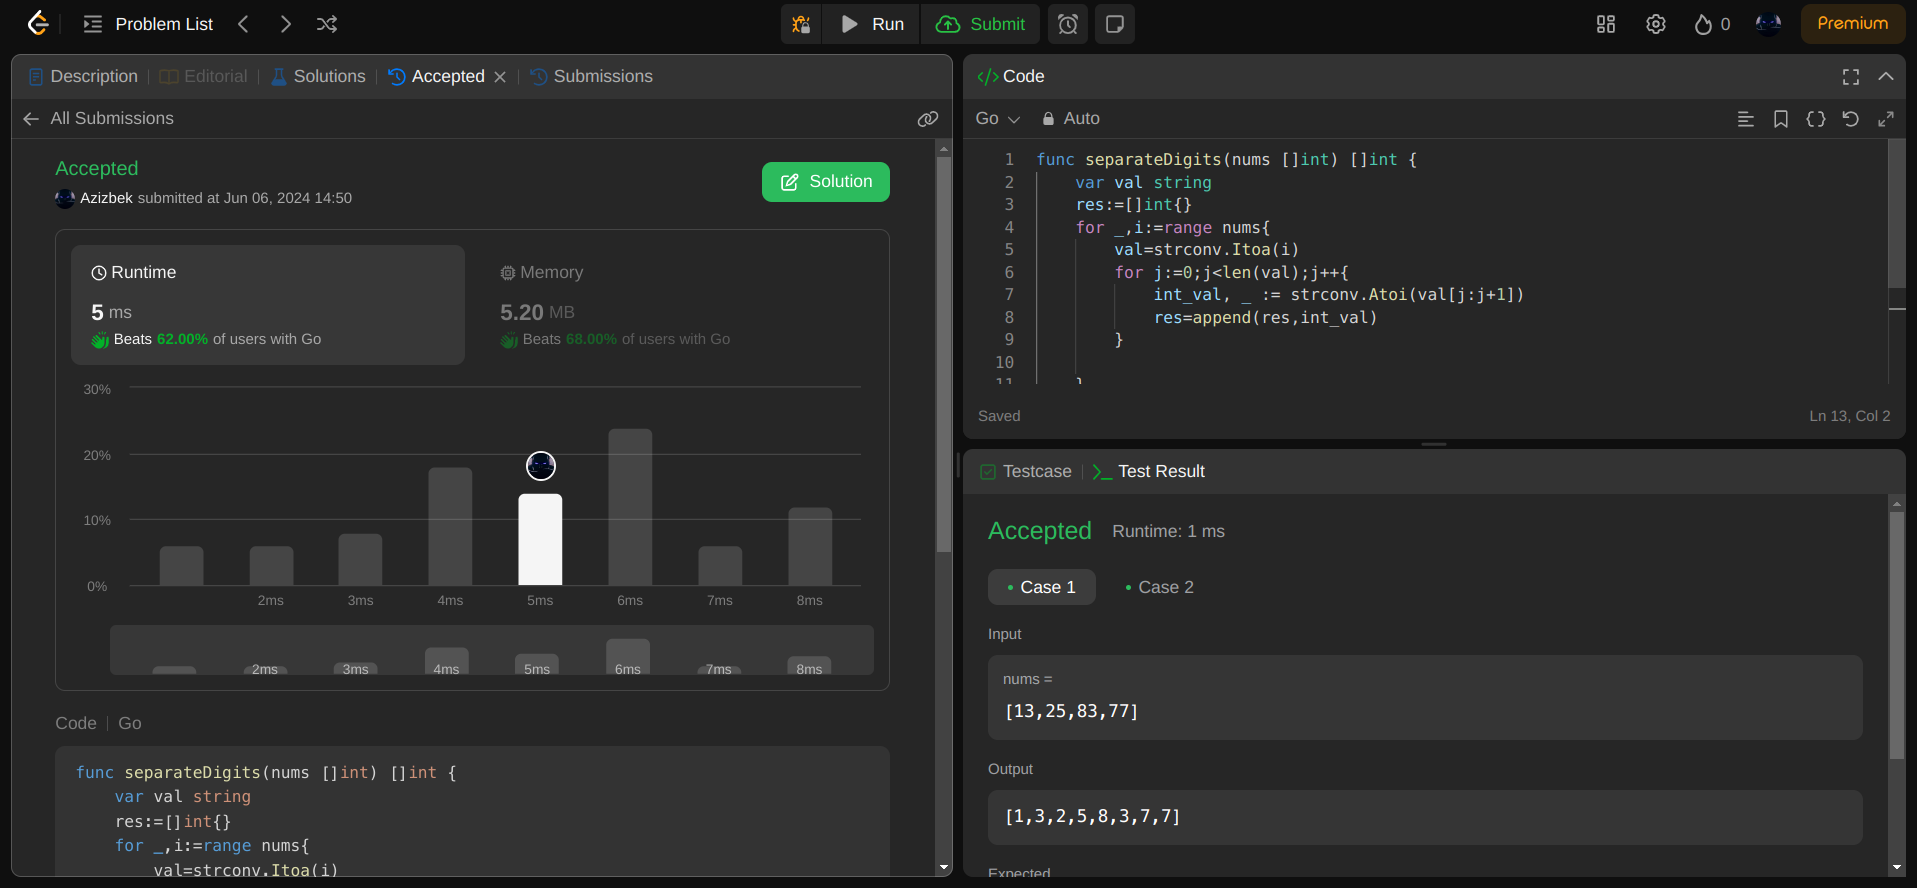 Problem List
Run
Submit
0
Premium
Description
Editorial
Solutions
Accepted
Submissions
All Submissions
Accepted
Azizbek submitted at Jun 06, 2024 14:50
Solution
Runtime
5 ms
Beats 62.00% of users with Go
Memory
5.20 MB
Beats 68.00% of users with Go
30%
20%
10%
0%
2ms 3ms 4ms 5ms 6ms 7ms 8ms
2ms 3ms 4ms 5ms 6ms 7ms 8ms
Code | Go
func separateDigits(nums []int) []int {
    var val string
    res:=[]int{}
    for _,i:=range nums{
        val=strconv.Itoa(i)
</> Code
Go
Auto
1 func separateDigits(nums []int) []int {
2     var val string
3     res:=[]int{}
4     for _,i:=range nums{
5         val=strconv.Itoa(i)
6         for j:=0;j<len(val);j++{
7             int_val, _ := strconv.Atoi(val[j:j+1])
8             res=append(res,int_val)
9         }
10
11     }
Saved
Ln 13, Col 2
Testcase
Test Result
Accepted Runtime: 1 ms
• Case 1
• Case 2
Input
nums =
[13,25,83,77]
Output
[1,3,2,5,8,3,7,7]
Expected